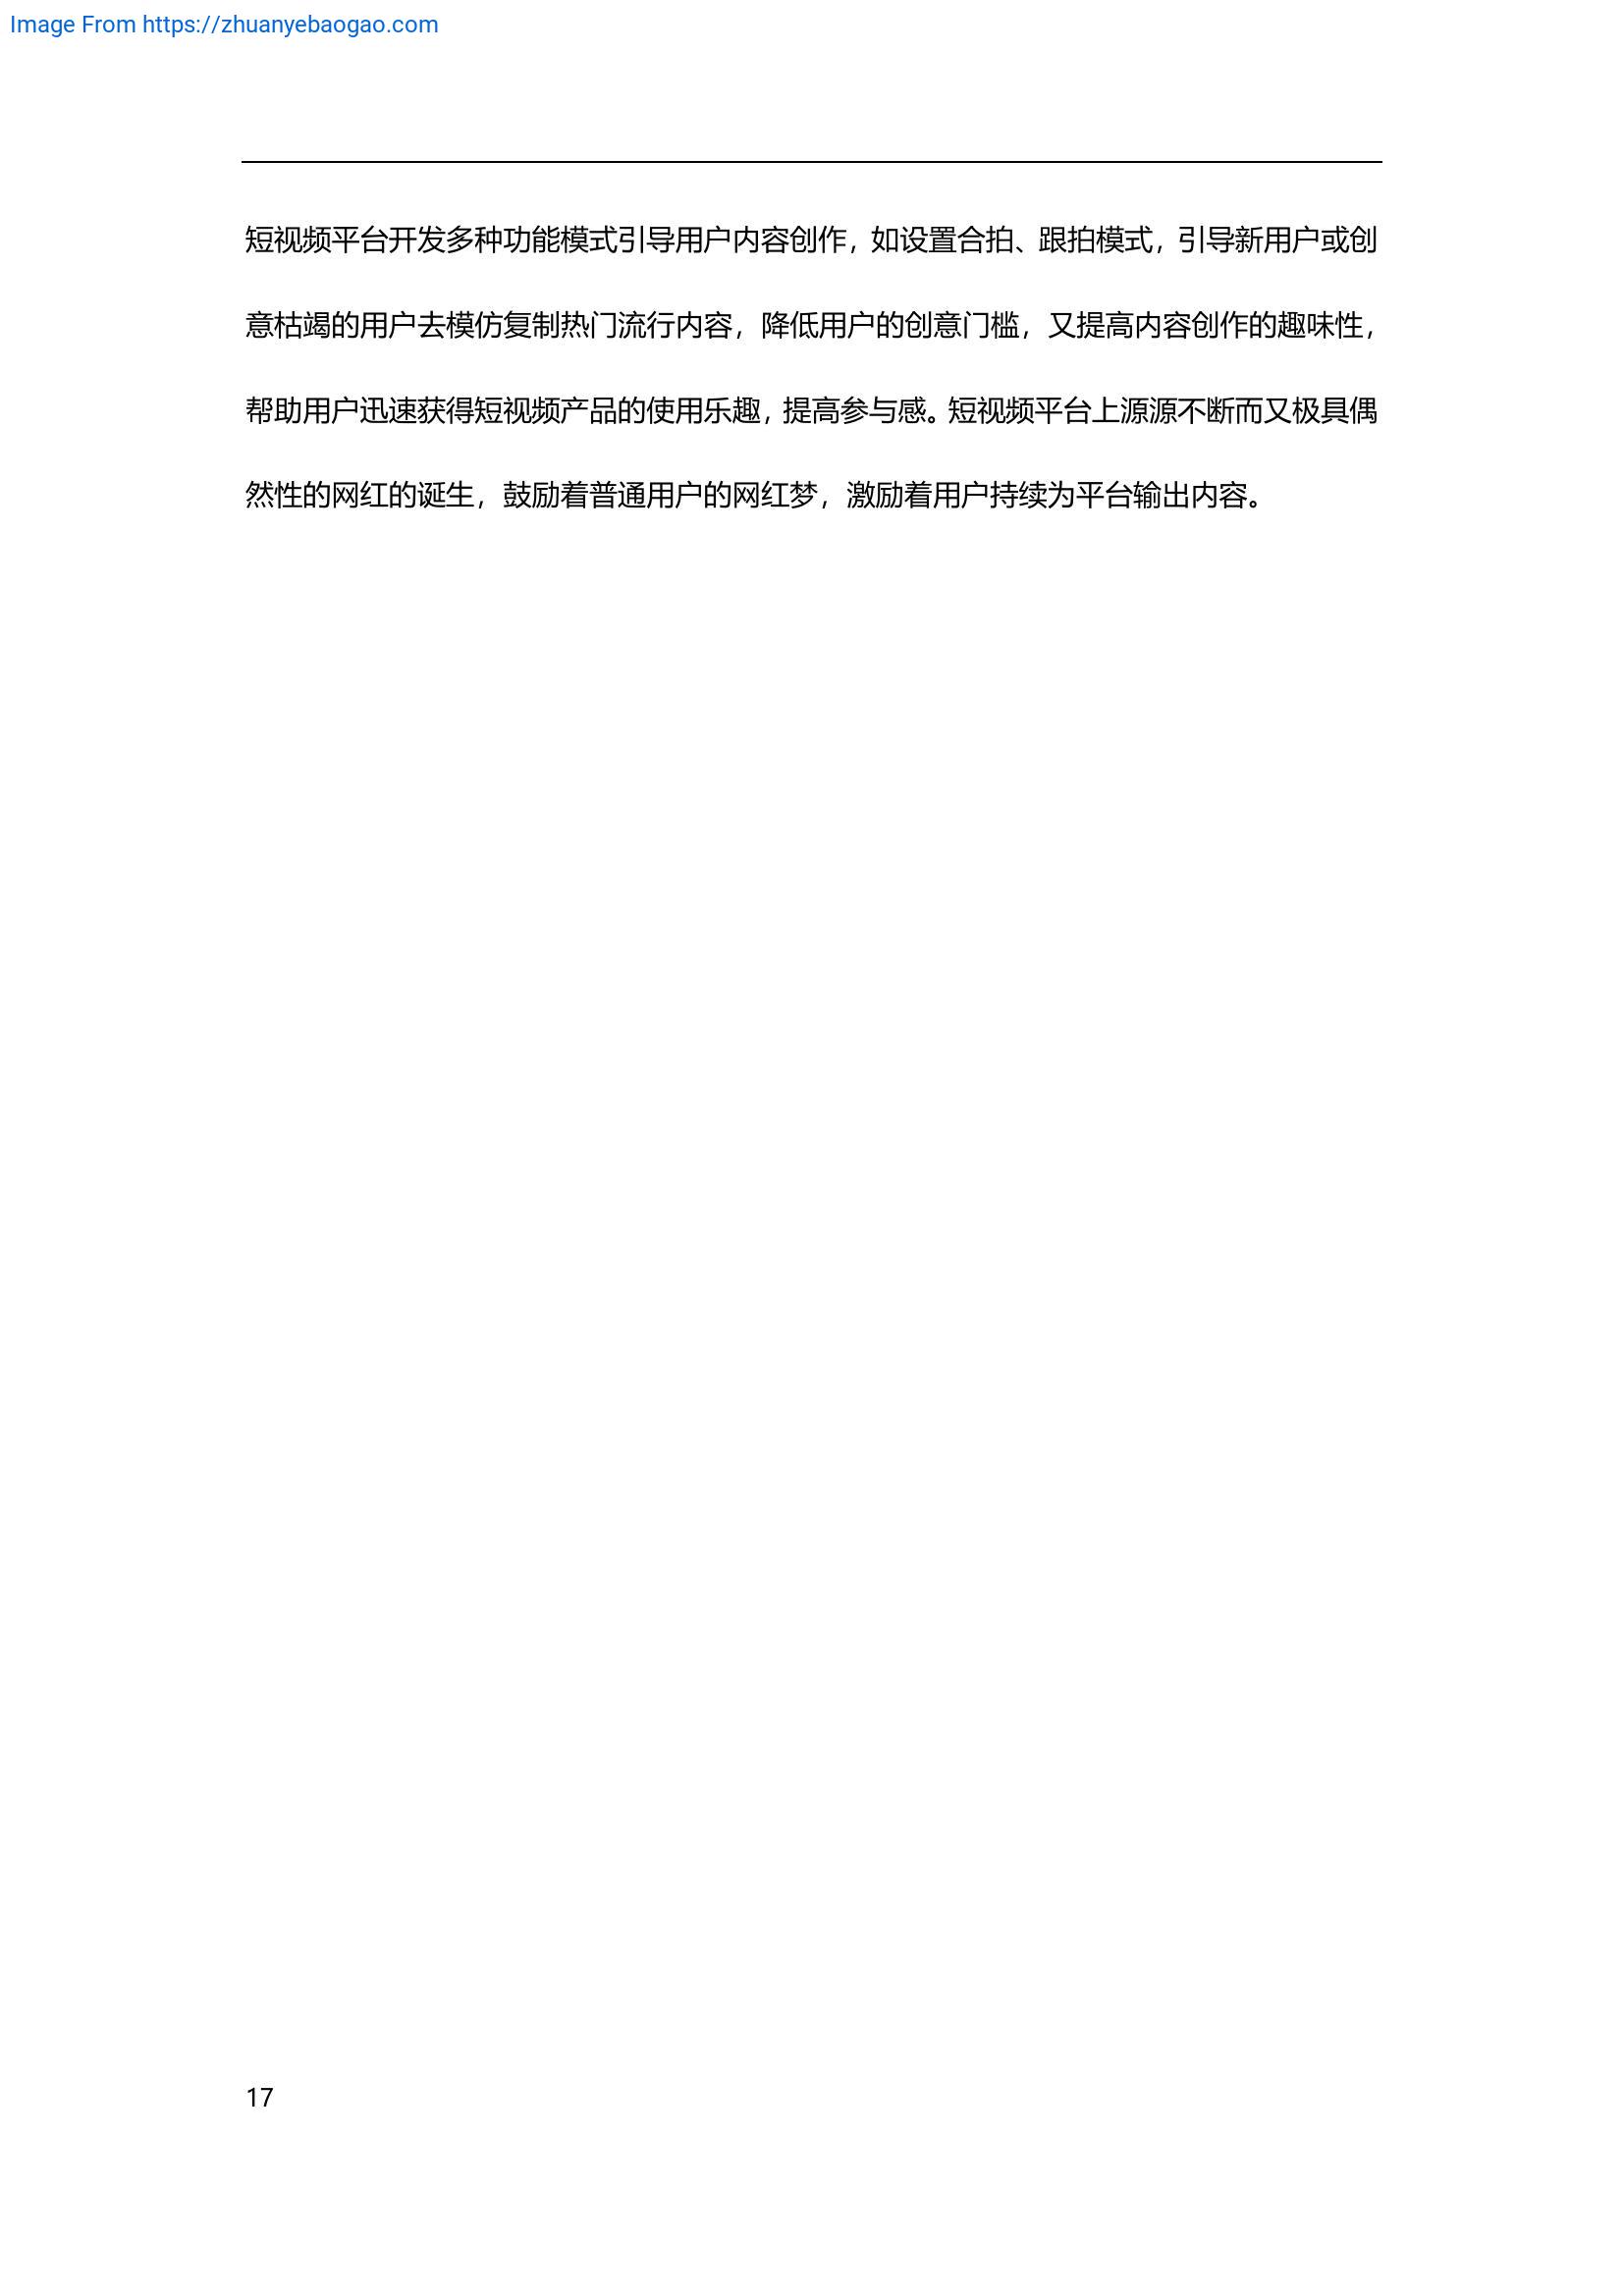 Image From https://zhuanyebaogao.com
短视频平台开发多种功能模式引导用户内容创作，如设置合拍、跟拍模式，引导新用户或创
意枯竭的用户去模仿复制热门流行内容，降低用户的创意门槛，又提高内容创作的趣味性，
帮助用户迅速获得短视频产品的使用乐趣，提高参与感。短视频平台上源源不断而又极具偶
然性的网红的诞生，鼓励着普通用户的网红梦，激励着用户持续为平台输出内容。
17